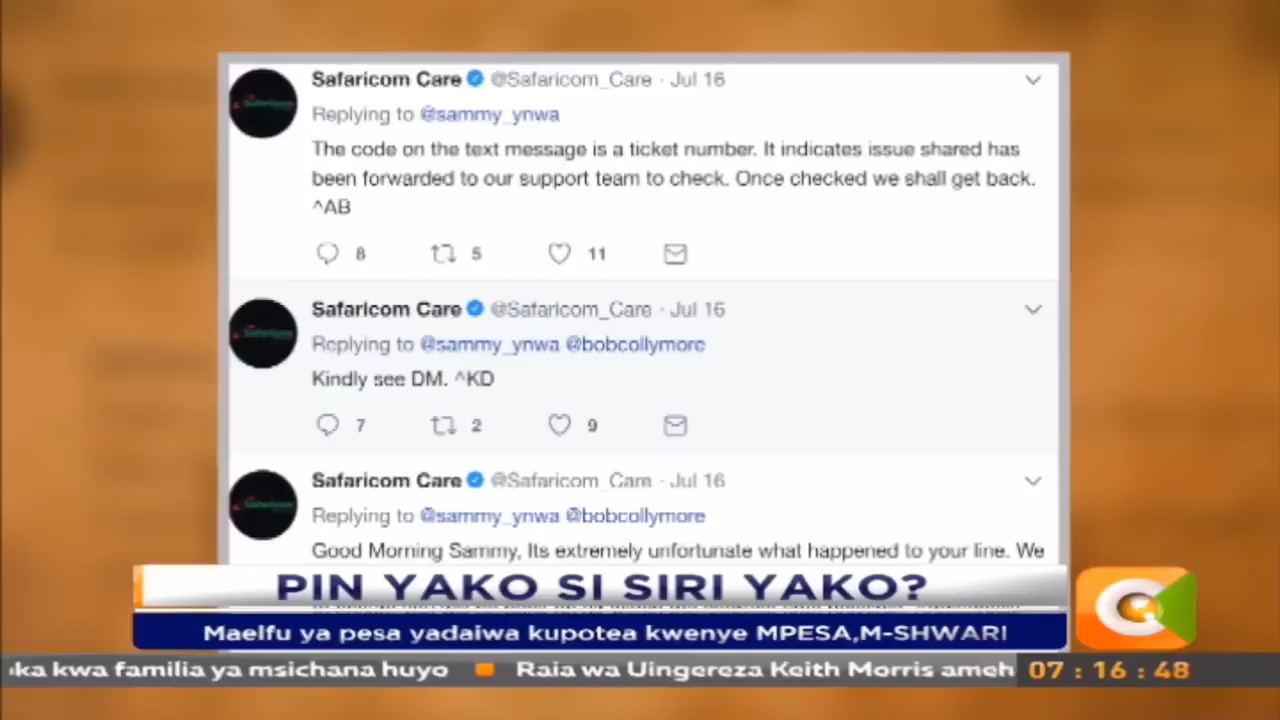 Safaricom Care @Safaricom_Care · Jul 16
Replying to @sammy_ynwa
The code on the text message is a ticket number. It indicates issue shared has
been forwarded to our support team to check. Once checked we shall get back.
^AB
8 5 11
Safaricom Care @Safaricom_Care · Jul 16
Replying to @sammy_ynwa @bobcollymore
Kindly see DM. ^KD
7 2 9
Safaricom Care @Safaricom_Care · Jul 16
Replying to @sammy_ynwa @bobcollymore
Good Morning Sammy, Its extremely unfortunate what happened to your line. We
PIN YAKO SI SIRI YAKO?
Maelfu ya pesa yadaiwa kupotea kwenye MPESA,M-SHWARI
ka kwa familia ya msichana huyo Raia wa Uingereza Keith Morris ameh
07 : 16 : 48